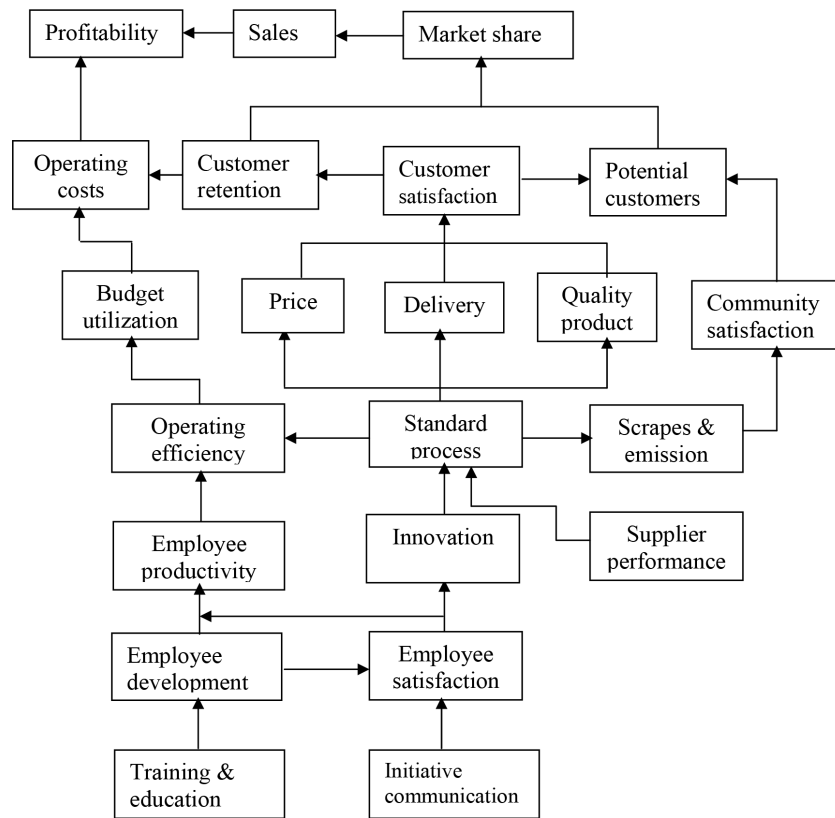 Profitability
Sales
Market share
Operating
costs
Customer
retention
Customer
satisfaction
Potential
customers
Budget
utilization
Price
Delivery
Quality
product
Community
satisfaction
Operating
efficiency
Standard
process
Scrapes &
emission
Employee
productivity
Innovation
Supplier
performance
Employee
development
Employee
satisfaction
Training &
education
Initiative
communication